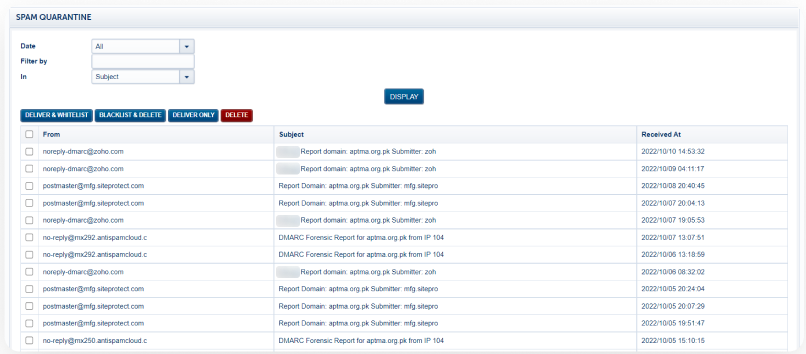 SPAM QUARANTINE
Date All
Filter by
In Subject
DISPLAY
DELIVER & WHITELIST BLACKLIST & DELETE DELIVER ONLY DELETE
From Subject Received At
noreply-dmarc@zoho.com Report domain: aptma.org.pk Submitter: zoh 2022/10/10 14:53:32
noreply-dmarc@zoho.com Report domain: aptma.org.pk Submitter: zoh 2022/10/09 04:11:17
postmaster@mfg.siteprotect.com Report Domain: aptma.org.pk Submitter: mfg.sitepro 2022/10/08 20:40:45
postmaster@mfg.siteprotect.com Report Domain: aptma.org.pk Submitter: mfg.sitepro 2022/10/07 20:04:13
noreply-dmarc@zoho.com Report domain: aptma.org.pk Submitter: zoh 2022/10/07 19:05:53
no-reply@mx292.antispamcloud.c DMARC Forensic Report for aptma.org.pk from IP 104 2022/10/07 13:07:51
no-reply@mx292.antispamcloud.c DMARC Forensic Report for aptma.org.pk from IP 104 2022/10/06 13:18:59
noreply-dmarc@zoho.com Report domain: aptma.org.pk Submitter: zoh 2022/10/06 08:32:02
postmaster@mfg.siteprotect.com Report Domain: aptma.org.pk Submitter: mfg.sitepro 2022/10/05 20:24:04
postmaster@mfg.siteprotect.com Report Domain: aptma.org.pk Submitter: mfg.sitepro 2022/10/05 20:07:29
postmaster@mfg.siteprotect.com Report Domain: aptma.org.pk Submitter: mfg.sitepro 2022/10/05 19:51:47
no-reply@mx250.antispamcloud.c DMARC Forensic Report for aptma.org.pk from IP 104 2022/10/05 15:10:15